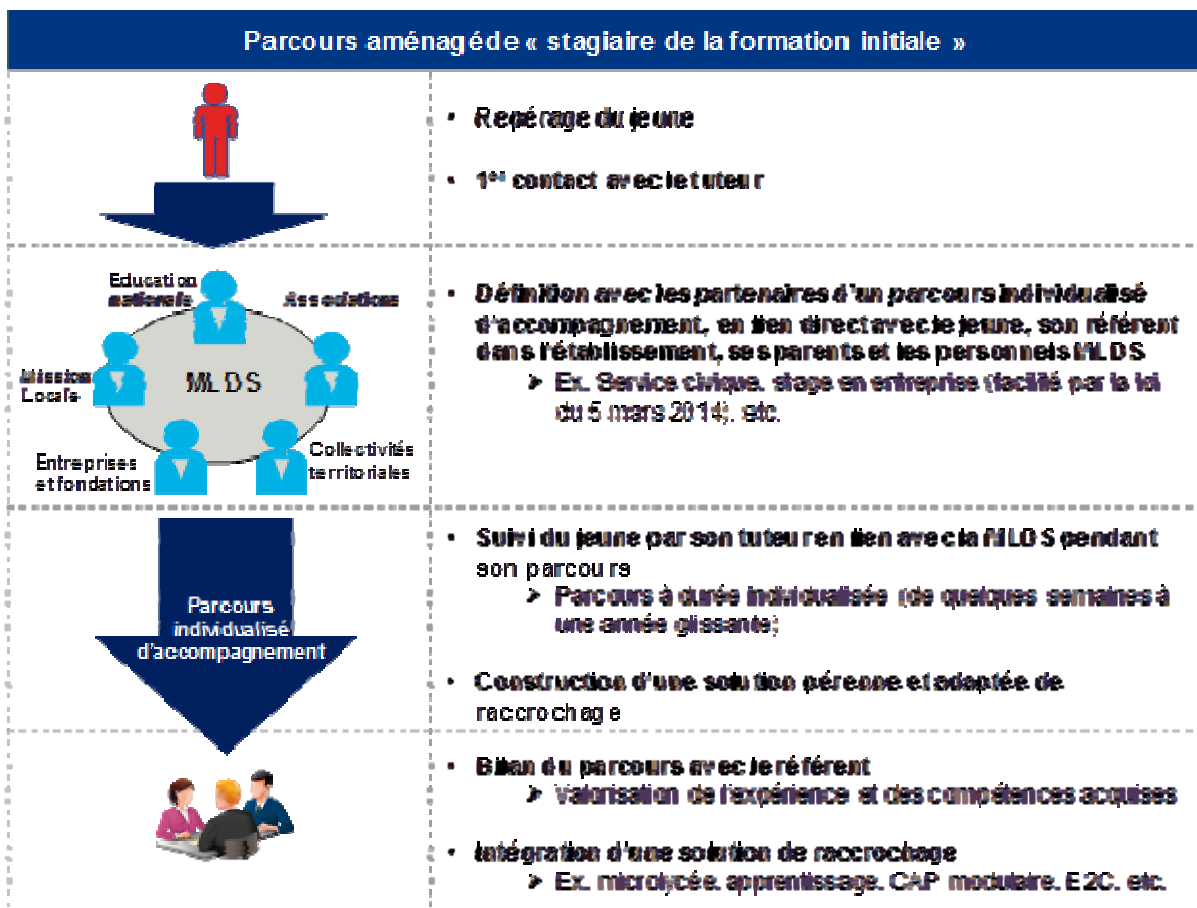 Parcours aménagé de « stagiaire de la formation initiale »
• Repérage du jeune
• 1er contact avec le tuteur
Education
nationale
Associations
Mission
Locale
MLDS
Entreprises
et fondations
Collectivités
territoriales
• Définition avec les partenaires d'un parcours individualisé
d'accompagnement, en lien direct avec le jeune, son référent
dans l'établissement, ses parents et les personnels MLDS
➢ Ex. Service civique, stage en entreprise (facilité par la loi
du 5 mars 2014), etc.
Parcours
individualisé
d'accompagnement
• Suivi du jeune par son tuteur en lien avec la MLDS pendant
son parcours
➢ Parcours à durée individualisée (de quelques semaines à
une année glissante)
• Construction d'une solution pérenne et adaptée de
raccrochage
• Bilan du parcours avec le référent
➢ Valorisation de l'expérience et des compétences acquises
• Intégration d'une solution de raccrochage
➢ Ex. microlycée, apprentissage, CAP modulaire, E2C, etc.